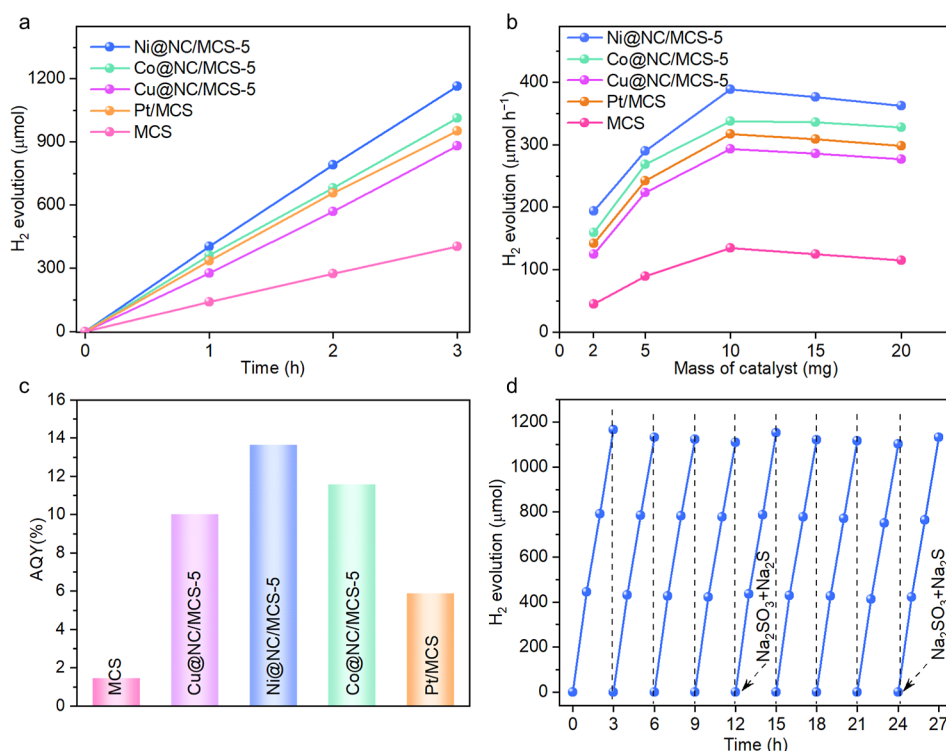 a
Ni@NC/MCS-5
Co@NC/MCS-5
Cu@NC/MCS-5
Pt/MCS
MCS
H₂ evolution (μmol)
1200
900
600
300
0
0 1 2 3
Time (h)
b
Ni@NC/MCS-5
Co@NC/MCS-5
Cu@NC/MCS-5
Pt/MCS
MCS
H₂ evolution (μmol h⁻¹)
400
300
200
100
0
2 5 10 15 20
Mass of catalyst (mg)
c
AQY(%)
16
14
12
10
8
6
4
2
0
MCS
Cu@NC/MCS-5
Ni@NC/MCS-5
Co@NC/MCS-5
Pt/MCS
d
H₂ evolution (μmol)
1200
1000
800
600
400
200
0
Na₂SO₃+Na₂S
Na₂SO₃+Na₂S
0 3 6 9 12 15 18 21 24 27
Time (h)